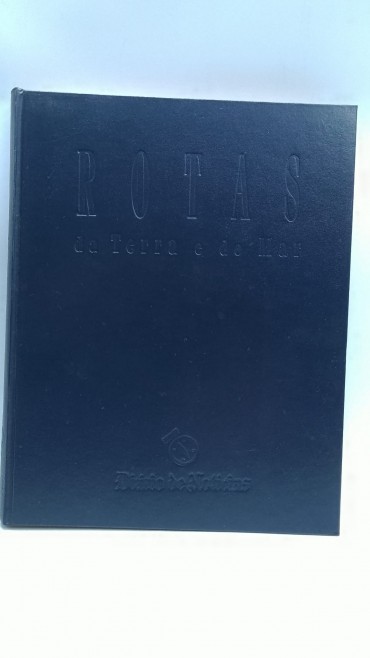 ROTAS
da Terra e do Mar
Diário de Notícias